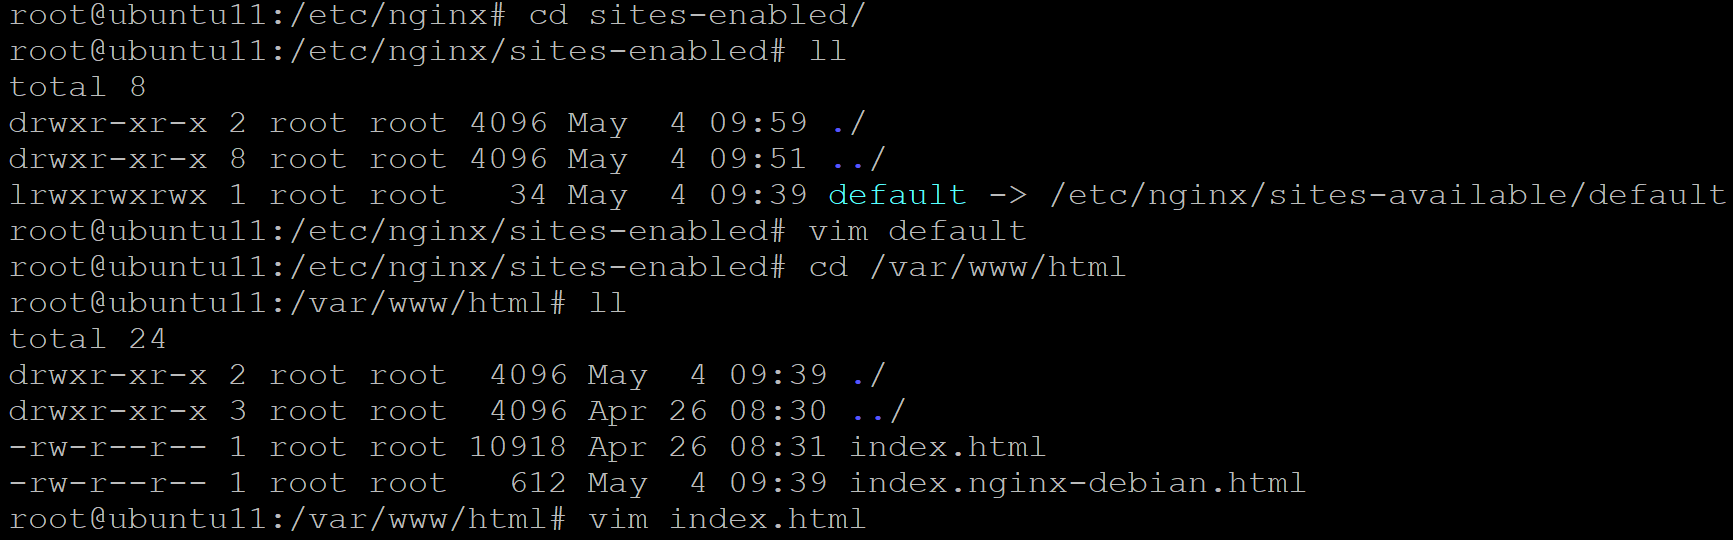 root@ubuntu11:/etc/nginx# cd sites-enabled/
root@ubuntu11:/etc/nginx/sites-enabled# ll
total 8
drwxr-xr-x 2 root root 4096 May  4 09:59 ./
drwxr-xr-x 8 root root 4096 May  4 09:51 ../
lrwxrwxrwx 1 root root   34 May  4 09:39 default -> /etc/nginx/sites-available/default
root@ubuntu11:/etc/nginx/sites-enabled# vim default
root@ubuntu11:/etc/nginx/sites-enabled# cd /var/www/html
root@ubuntu11:/var/www/html# ll
total 24
drwxr-xr-x 2 root root  4096 May  4 09:39 ./
drwxr-xr-x 3 root root  4096 Apr 26 08:30 ../
-rw-r--r-- 1 root root 10918 Apr 26 08:31 index.html
-rw-r--r-- 1 root root   612 May  4 09:39 index.nginx-debian.html
root@ubuntu11:/var/www/html# vim index.html